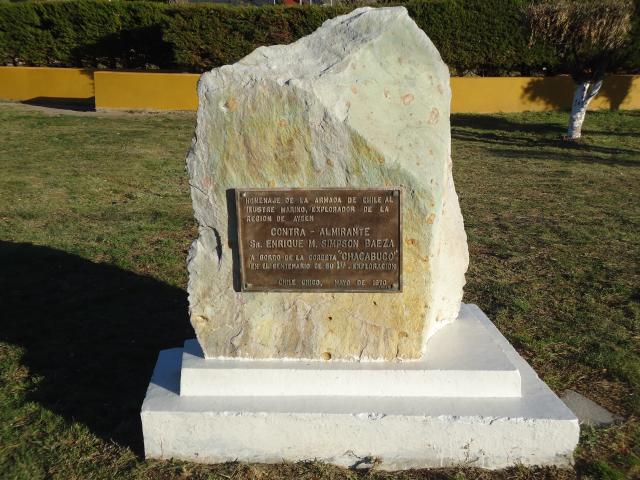 HOMENAJE DE LA ARMADA DE CHILE AL
ILUSTRE MARINO, EXPLORADOR DE LA
REGION DE AYSEN
CONTRA - ALMIRANTE
SR. ENRIQUE M. SIMPSON BAEZA
A BORDO DE LA CORBETA "CHACABUCO"
EN EL CENTENARIO DE SU 1ra. EXPLORACION
CHILE CHICO, MAYO DE 1970